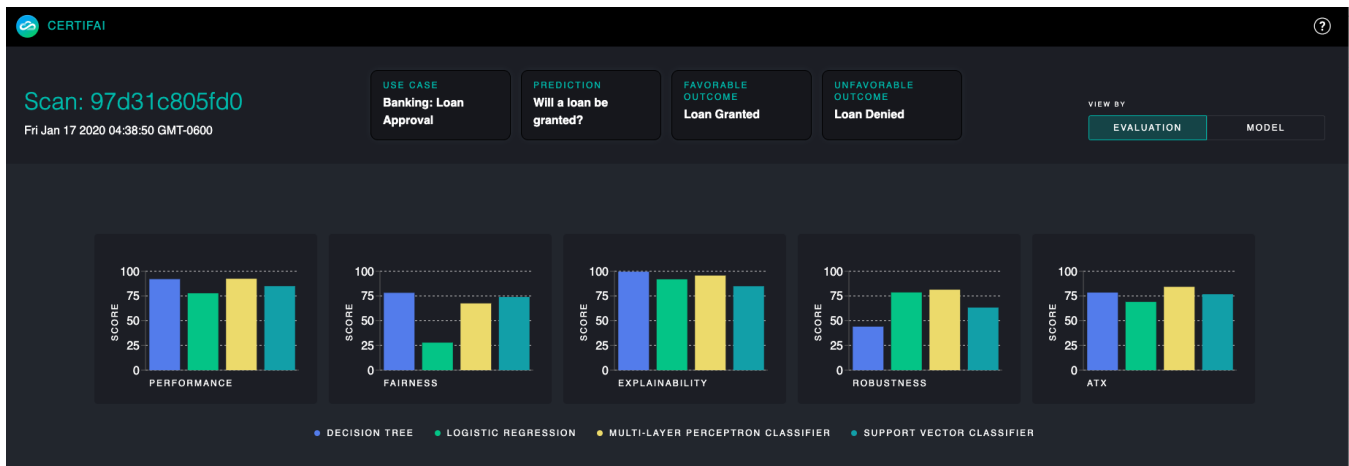 CERTIFAI
?
Scan: 97d31c805fd0
Fri Jan 17 2020 04:38:50 GMT-0600
USE CASE
Banking: Loan
Approval
PREDICTION
Will a loan be
granted?
FAVORABLE
OUTCOME
Loan Granted
UNFAVORABLE
OUTCOME
Loan Denied
VIEW BY
EVALUATION
MODEL
SCORE
100
75
50
25
0
PERFORMANCE
SCORE
100
75
50
25
0
FAIRNESS
SCORE
100
75
50
25
0
EXPLAINABILITY
SCORE
100
75
50
25
0
ROBUSTNESS
SCORE
100
75
50
25
0
ATX
DECISION TREE
LOGISTIC REGRESSION
MULTI-LAYER PERCEPTRON CLASSIFIER
SUPPORT VECTOR CLASSIFIER